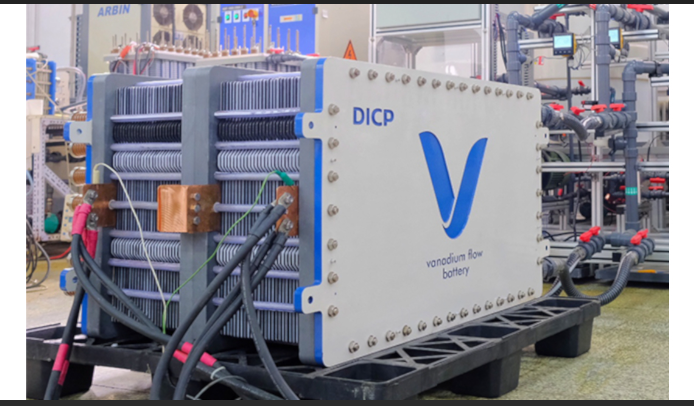 ARBIN
DICP
vanadium flow
battery